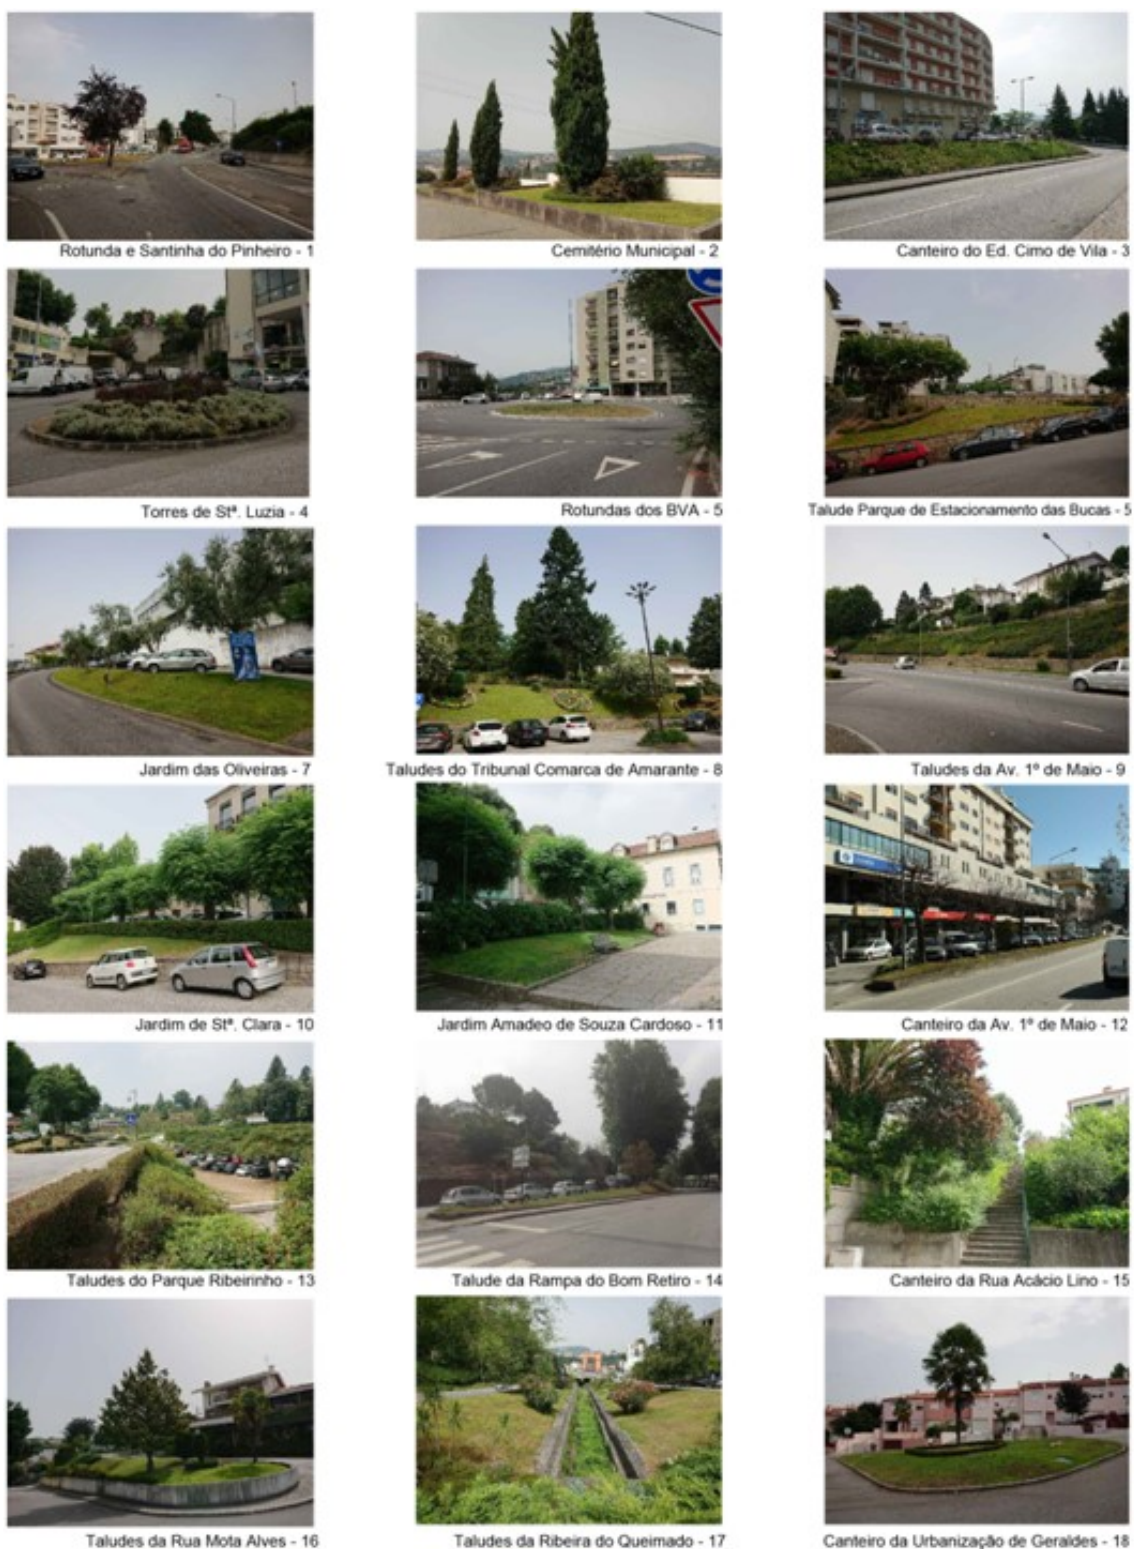 Rotunda e Santinha do Pinheiro - 1
Cemitério Municipal - 2
Canteiro do Ed. Cimo de Vila - 3
Torres de Stª. Luzia - 4
Rotundas dos BVA - 5
Talude Parque de Estacionamento das Bucas - 5
Jardim das Oliveiras - 7
Taludes do Tribunal Comarca de Amarante - 8
Taludes da Av. 1º de Maio - 9
Jardim de Stª. Clara - 10
Jardim Amadeo de Souza Cardoso - 11
Canteiro da Av. 1º de Maio - 12
Taludes do Parque Ribeirinho - 13
Talude da Rampa do Bom Retiro - 14
Canteiro da Rua Acácio Lino - 15
Taludes da Rua Mota Alves - 16
Taludes da Ribeira do Queimado - 17
Canteiro da Urbanização de Geraldes - 18